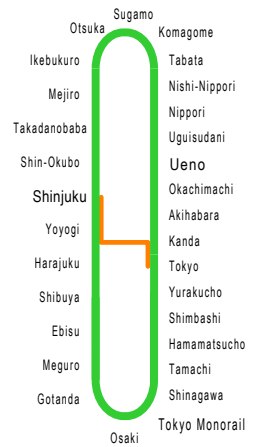 Sugamo
Otsuka
Komagome
Ikebukuro
Tabata
Mejiro
Nishi-Nippori
Nippori
Takadanobaba
Uguisudani
Shin-Okubo
Ueno
Shinjuku
Okachimachi
Akihabara
Yoyogi
Kanda
Harajuku
Tokyo
Shibuya
Yurakucho
Shimbashi
Ebisu
Hamamatsucho
Meguro
Tamachi
Gotanda
Shinagawa
Tokyo Monorail
Osaki